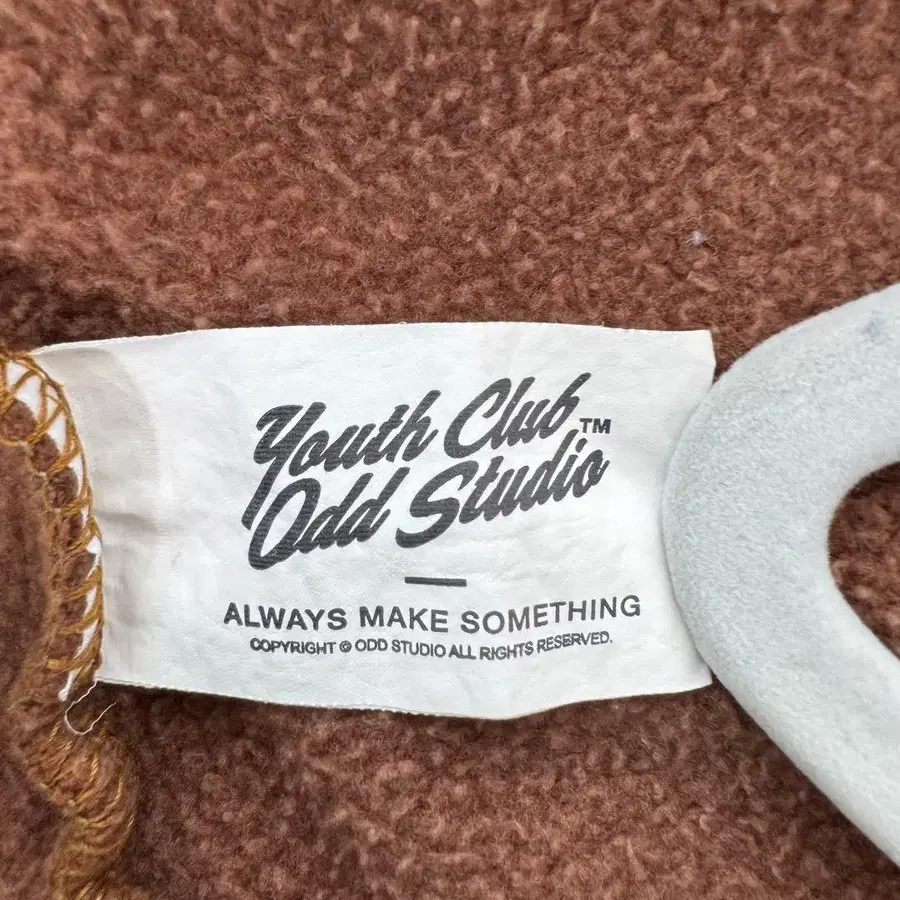 Youth Club™
Odd Studio
ALWAYS MAKE SOMETHING
COPYRIGHT © ODD STUDIO ALL RIGHTS RESERVED.